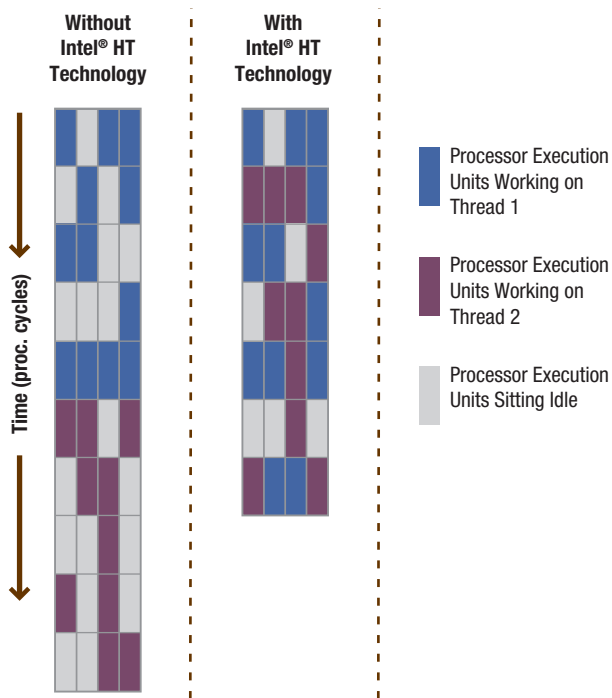 Without
Intel® HT
Technology
With
Intel® HT
Technology
Time (proc. cycles)
Processor Execution
Units Working on
Thread 1
Processor Execution
Units Working on
Thread 2
Processor Execution
Units Sitting Idle